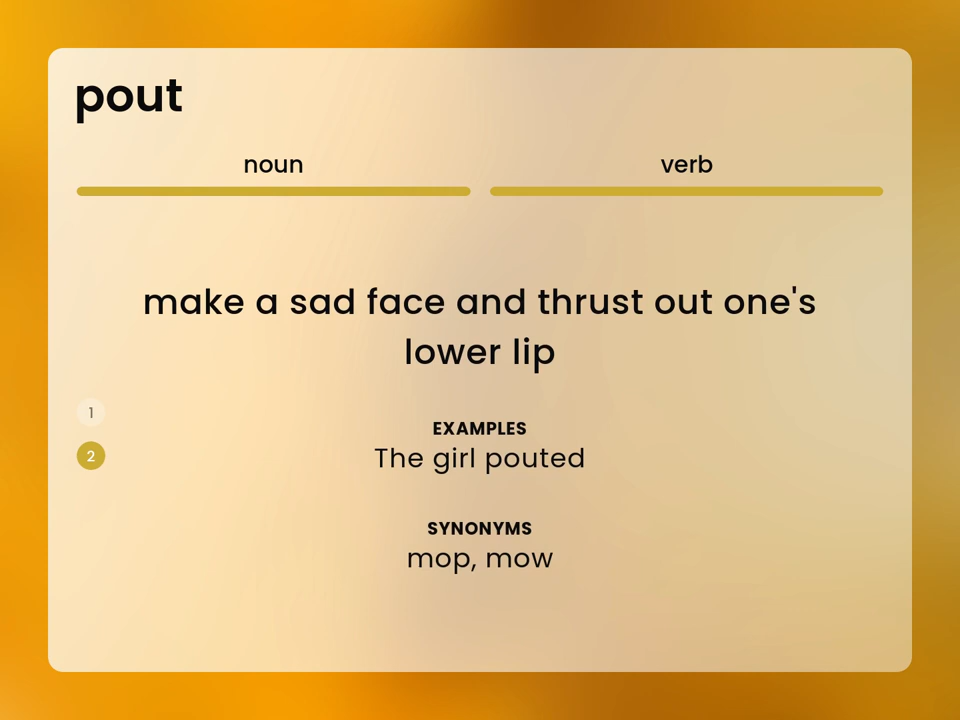 pout
noun
verb
make a sad face and thrust out one's
lower lip
1
2
EXAMPLES
The girl pouted
SYNONYMS
mop, mow